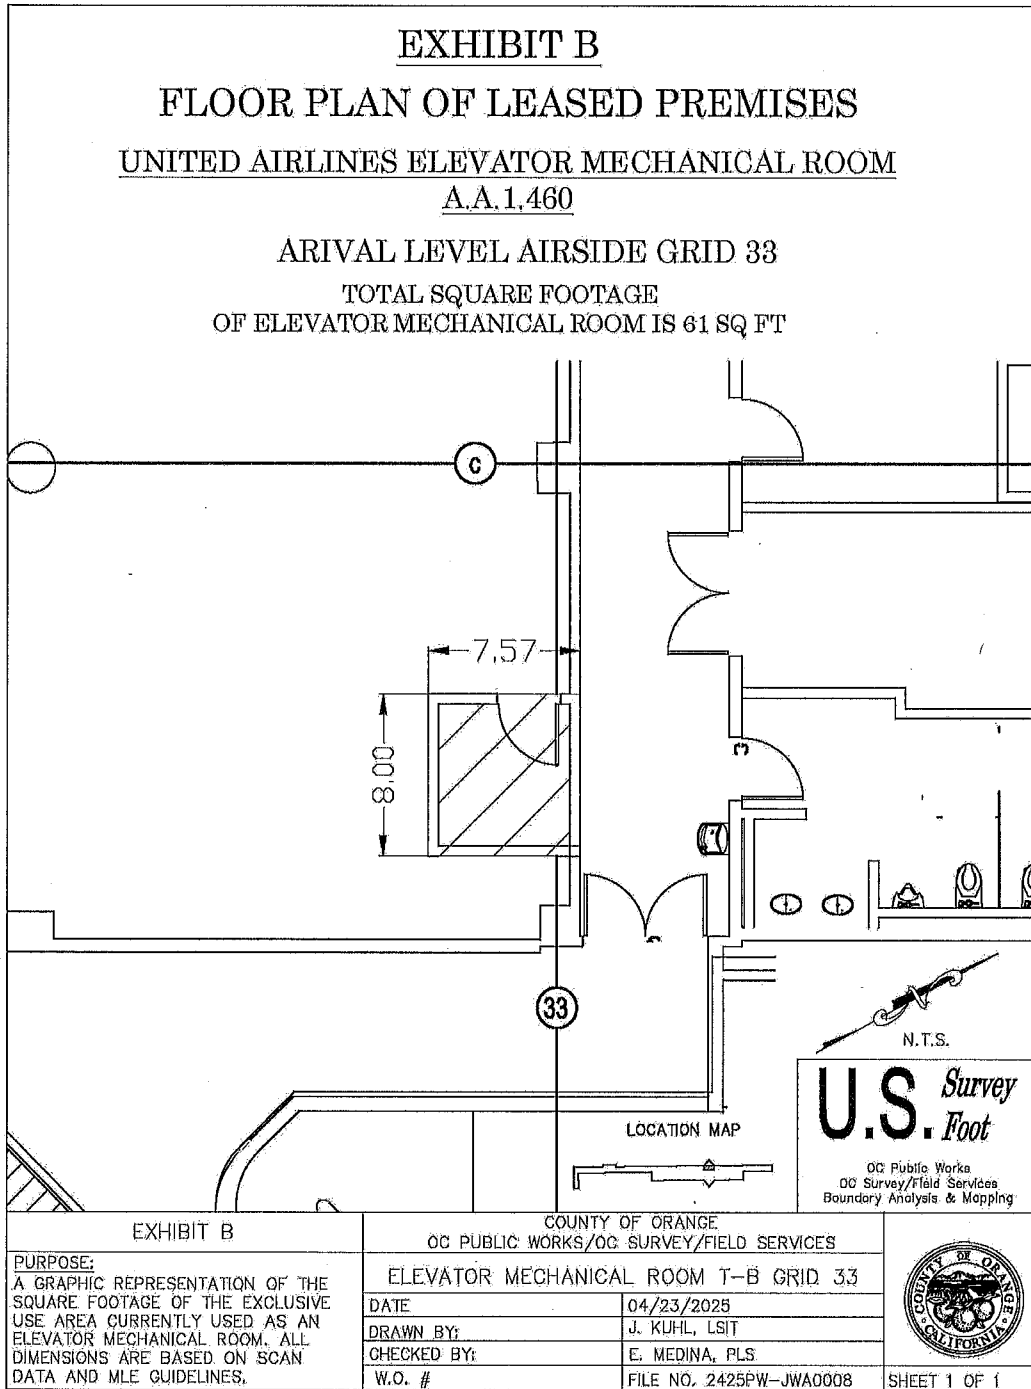 EXHIBIT B
FLOOR PLAN OF LEASED PREMISES
UNITED AIRLINES ELEVATOR MECHANICAL ROOM
A.A.1,460
ARIVAL LEVEL AIRSIDE GRID 33
TOTAL SQUARE FOOTAGE
OF ELEVATOR MECHANICAL ROOM IS 61 SQ FT
C
7.57
8.00
33
N.T.S.
LOCATION MAP
U.S. Survey Foot
OC Public Works
OC Survey/Field Services
Boundary Analysis & Mapping
EXHIBIT B
PURPOSE:
A GRAPHIC REPRESENTATION OF THE
SQUARE FOOTAGE OF THE EXCLUSIVE
USE AREA CURRENTLY USED AS AN
ELEVATOR MECHANICAL ROOM. ALL
DIMENSIONS ARE BASED ON SCAN
DATA AND MLE GUIDELINES.
COUNTY OF ORANGE
OC PUBLIC WORKS/OC SURVEY/FIELD SERVICES
ELEVATOR MECHANICAL ROOM T-B GRID 33
DATE 04/23/2025
DRAWN BY: J. KUHL, LSIT
CHECKED BY: E. MEDINA, PLS
W.O. # FILE NO. 2425PW-JWA0008
COUNTY OF ORANGE
CALIFORNIA
SHEET 1 OF 1